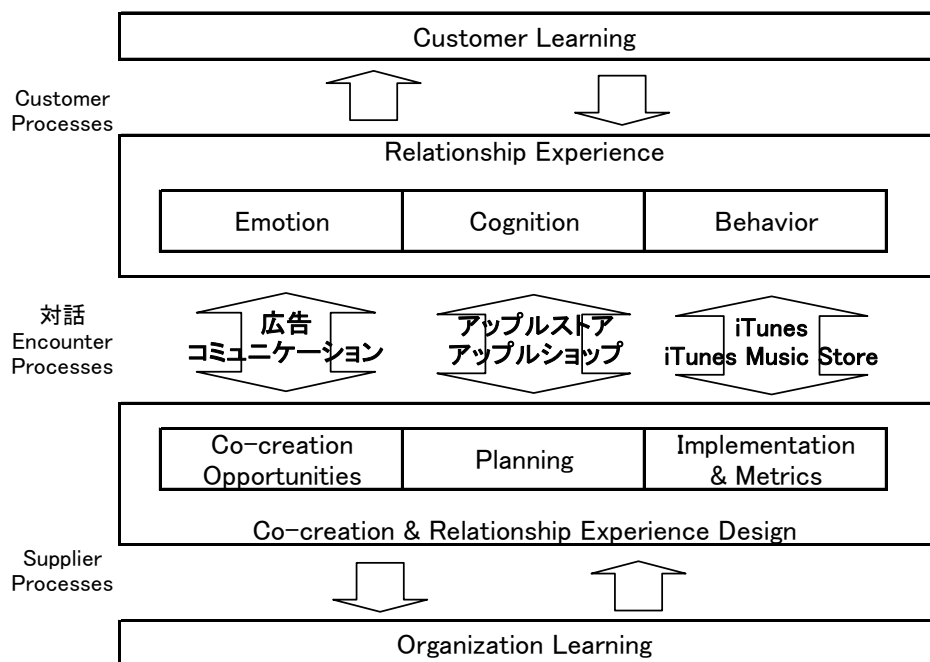 Customer Learning
Customer
Processes
Relationship Experience
Emotion
Cognition
Behavior
対話
Encounter
Processes
広告
コミュニケーション
アップルストア
アップルショップ
iTunes
iTunes Music Store
Co-creation
Opportunities
Planning
Implementation
& Metrics
Co-creation & Relationship Experience Design
Supplier
Processes
Organization Learning